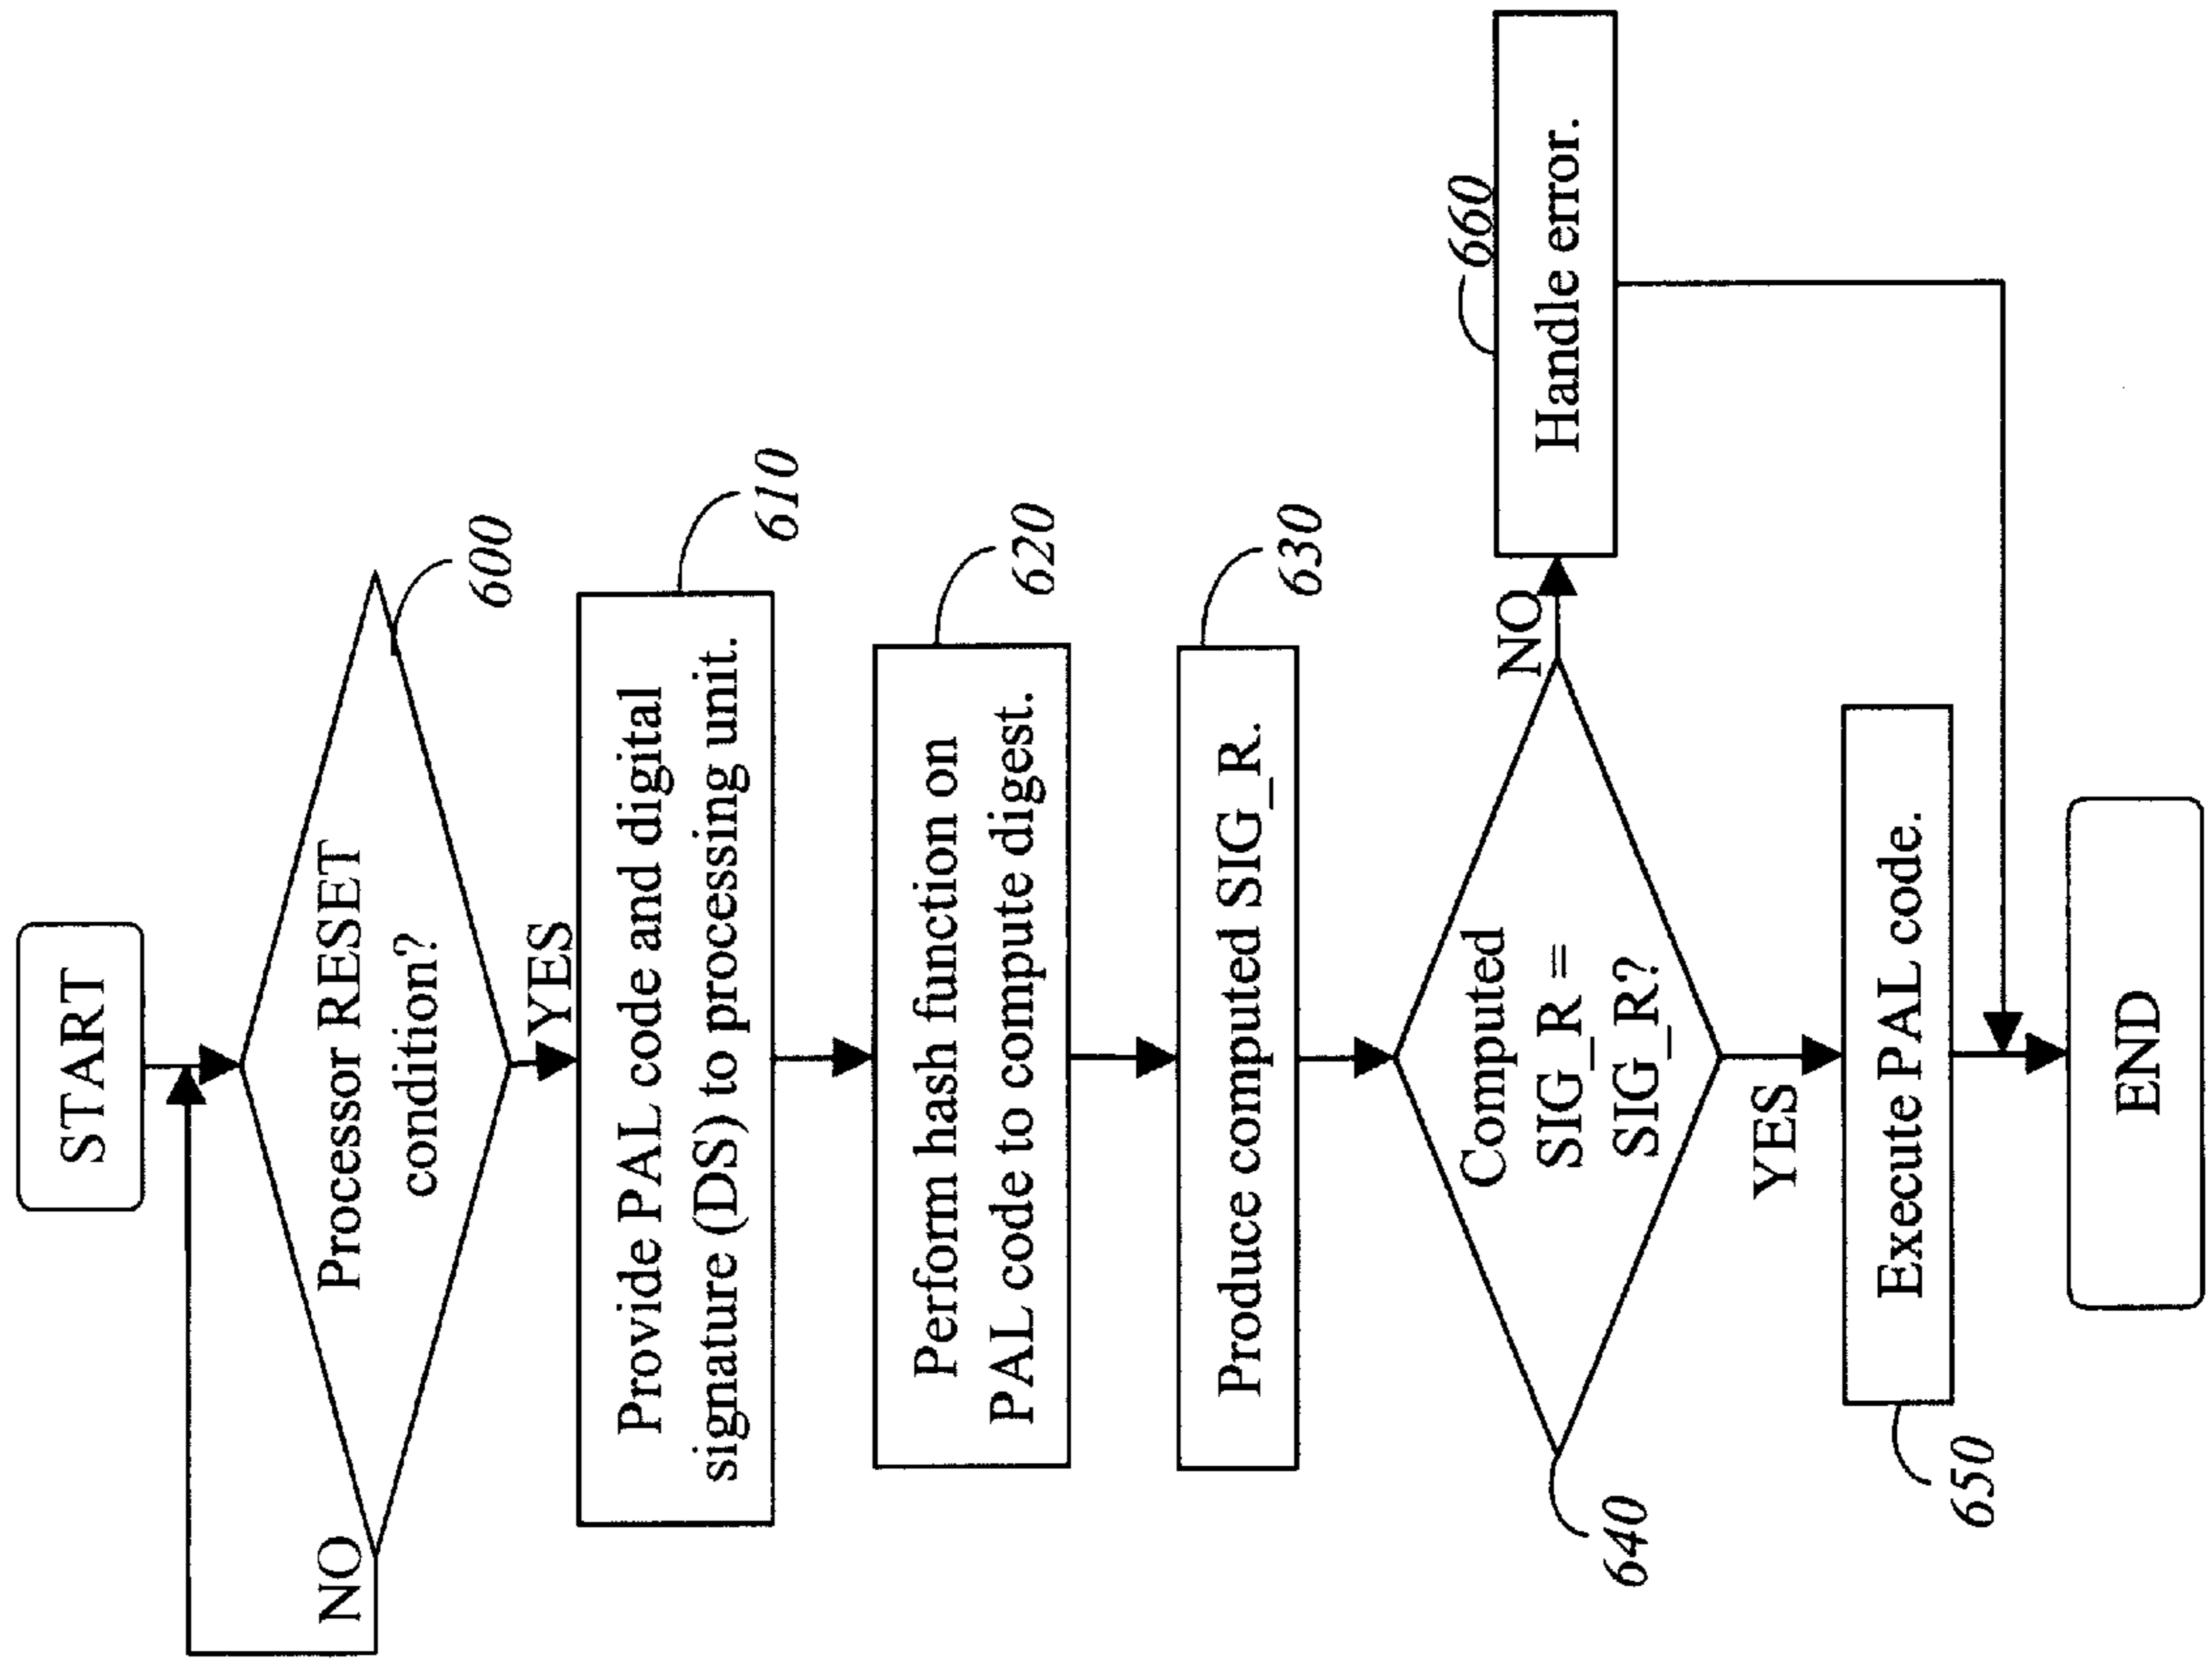 START
Processor RESET
condition?
600
NO
YES
Provide PAL code and digital
signature (DS) to processing unit.
610
Perform hash function on
PAL code to compute digest.
620
Produce computed SIG_R.
630
Computed
SIG_R =
SIG_R?
640
NO
Handle error.
660
YES
Execute PAL code.
650
END